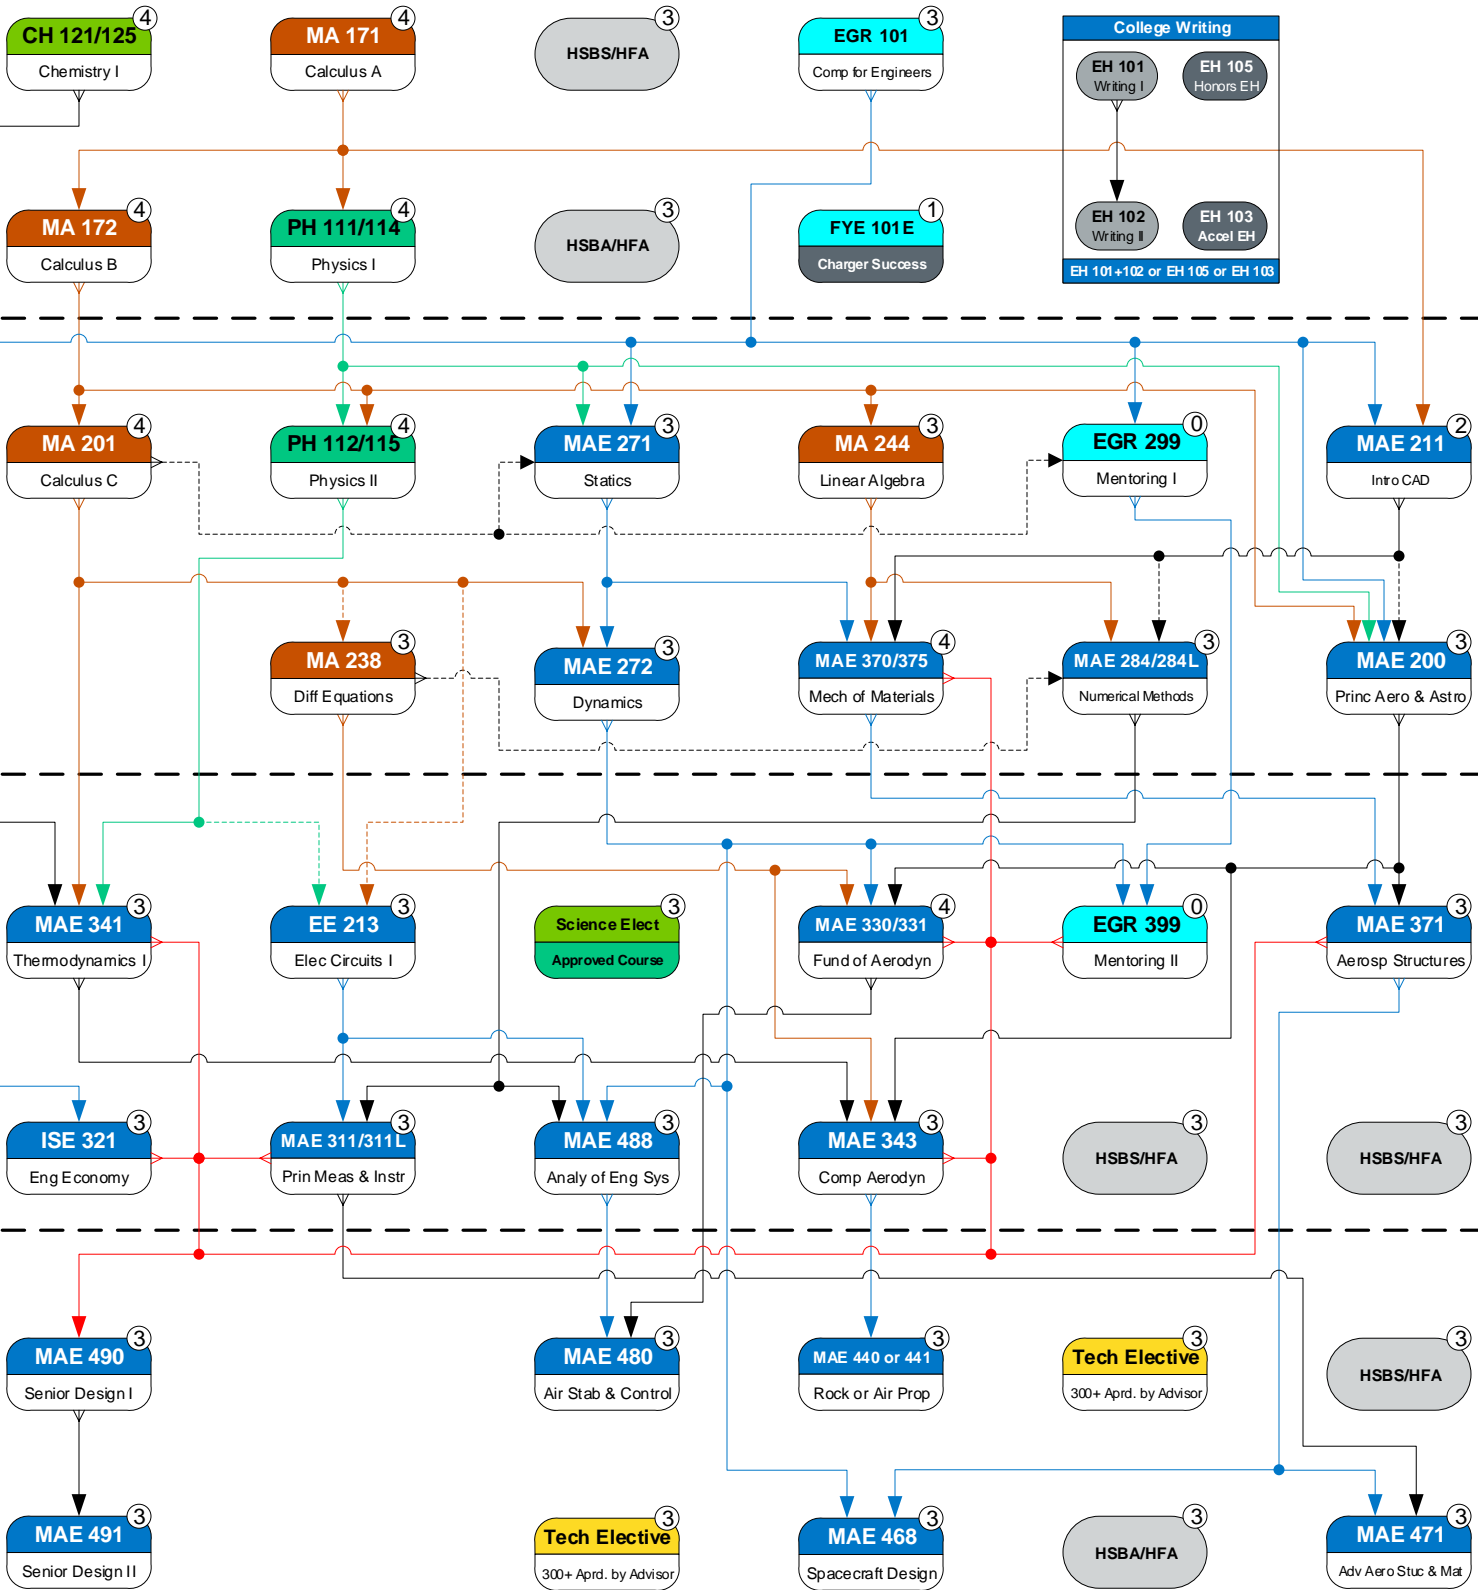 4
CH 121/125
Chemistry I
4
MA 171
Calculus A
3
HSBS/HFA
3
EGR 101
Comp for Engineers
College Writing
EH 101
Writing I
EH 105
Honors EH
4
MA 172
Calculus B
4
PH 111/114
Physics I
3
HSBA/HFA
1
FYE 101E
Charger Success
EH 102
Writing II
EH 103
Accel EH
EH 101+102 or EH 105 or EH 103
4
MA 201
Calculus C
4
PH 112/115
Physics II
3
MAE 271
Statics
3
MA 244
Linear Algebra
0
EGR 299
Mentoring I
2
MAE 211
Intro CAD
3
MA 238
Diff Equations
3
MAE 272
Dynamics
4
MAE 370/375
Mech of Materials
3
MAE 284/284L
Numerical Methods
3
MAE 200
Princ Aero & Astro
3
MAE 341
Thermodynamics I
3
EE 213
Elec Circuits I
3
Science Elect
Approved Course
4
MAE 330/331
Fund of Aerodyn
0
EGR 399
Mentoring II
3
MAE 371
Aerosp Structures
3
ISE 321
Eng Economy
3
MAE 311/311L
Prin Meas & Instr
3
MAE 488
Analy of Eng Sys
3
MAE 343
Comp Aerodyn
3
HSBS/HFA
3
HSBS/HFA
3
MAE 490
Senior Design I
3
MAE 480
Air Stab & Control
3
MAE 440 or 441
Rock or Air Prop
3
Tech Elective
300+ Aprd. by Advisor
3
HSBS/HFA
3
MAE 491
Senior Design II
3
Tech Elective
300+ Aprd. by Advisor
3
MAE 468
Spacecraft Design
3
HSBA/HFA
3
MAE 471
Adv Aero Stuc & Mat